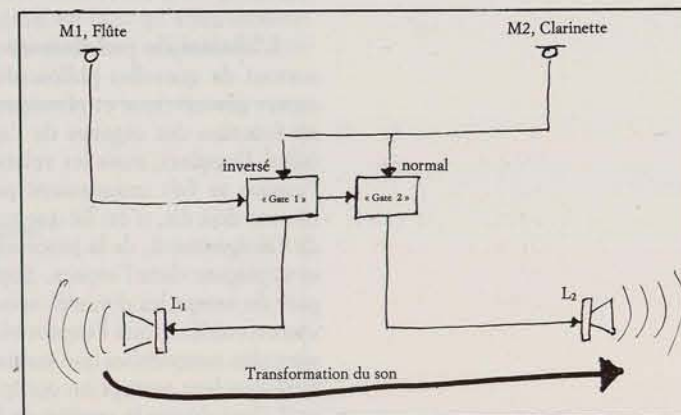 M1, Flûte
M2, Clarinette
inversé
normal
« Gate 1 »
« Gate 2 »
L₁
L₂
Transformation du son